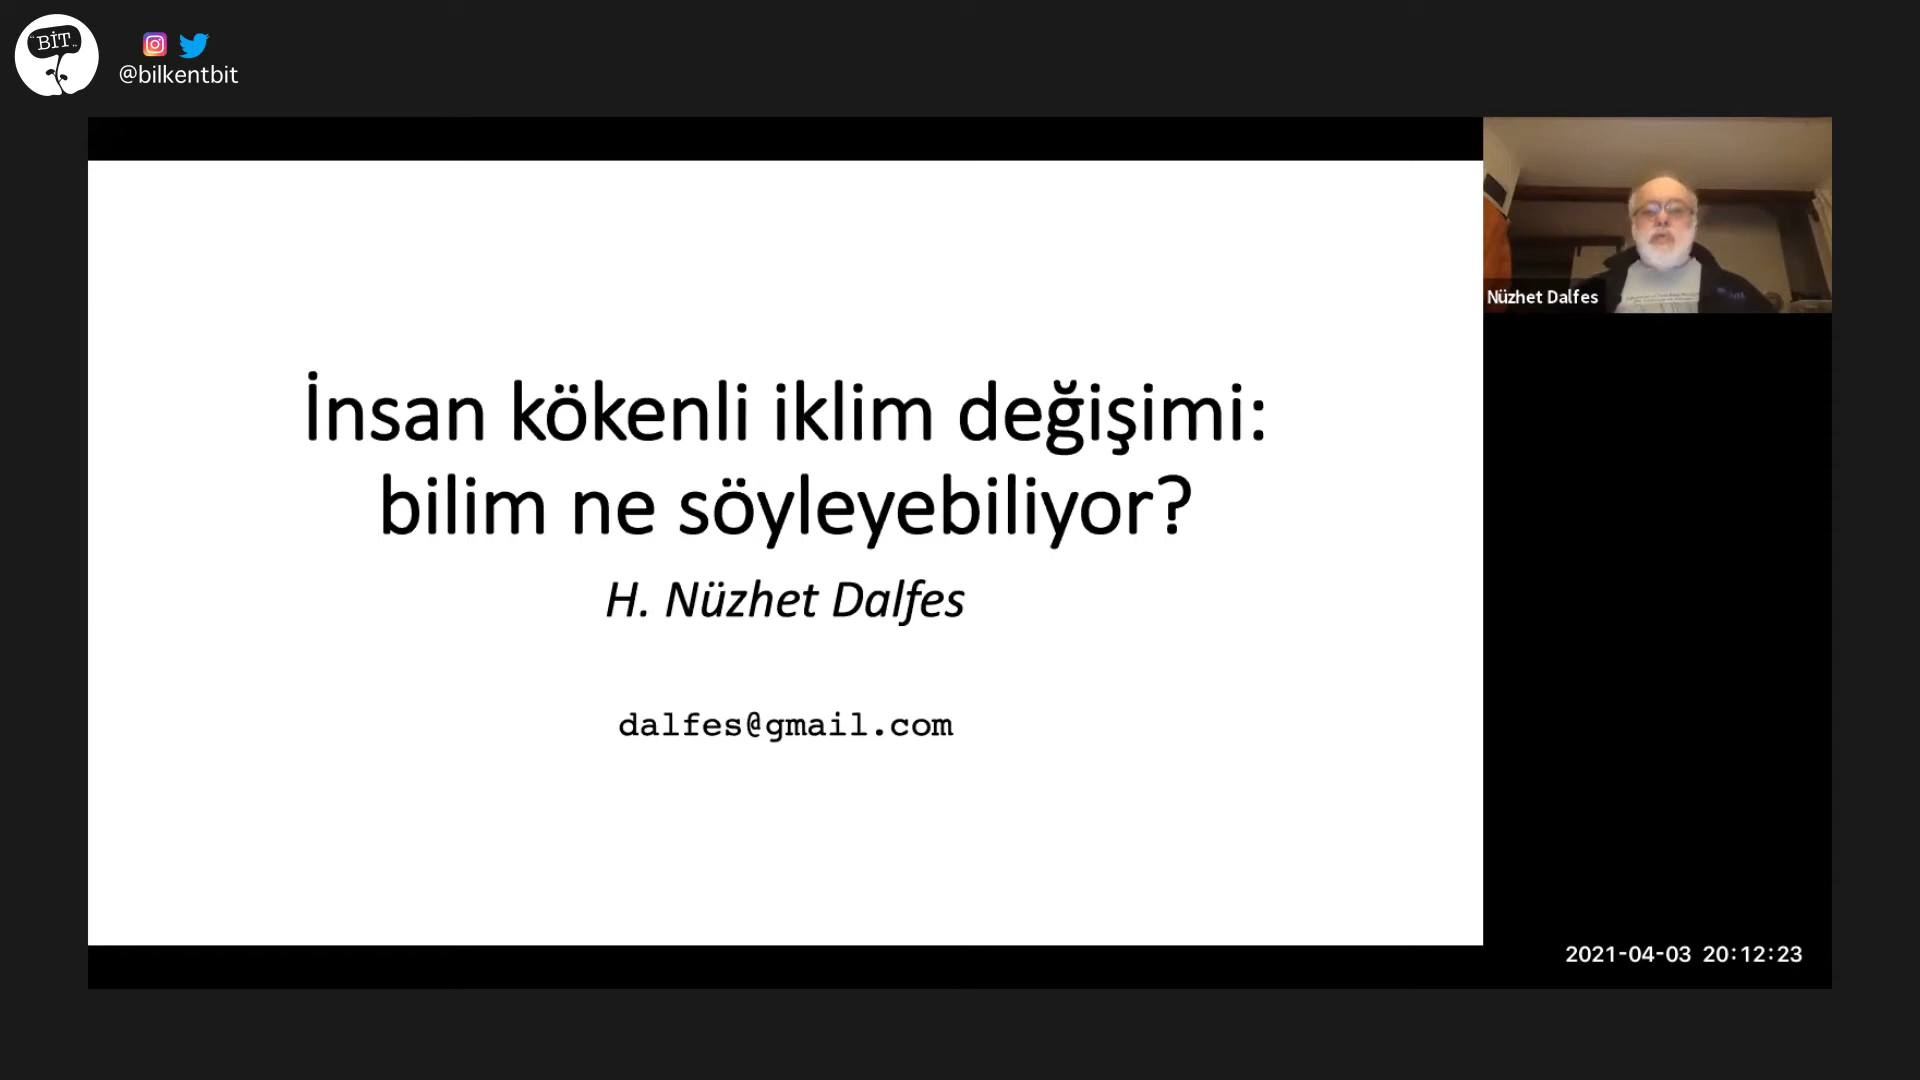 BİT
@bilkentbit
İnsan kökenli iklim değişimi:
bilim ne söyleyebiliyor?
H. Nüzhet Dalfes
dalfes@gmail.com
Nüzhet Dalfes
2021-04-03 20:12:23